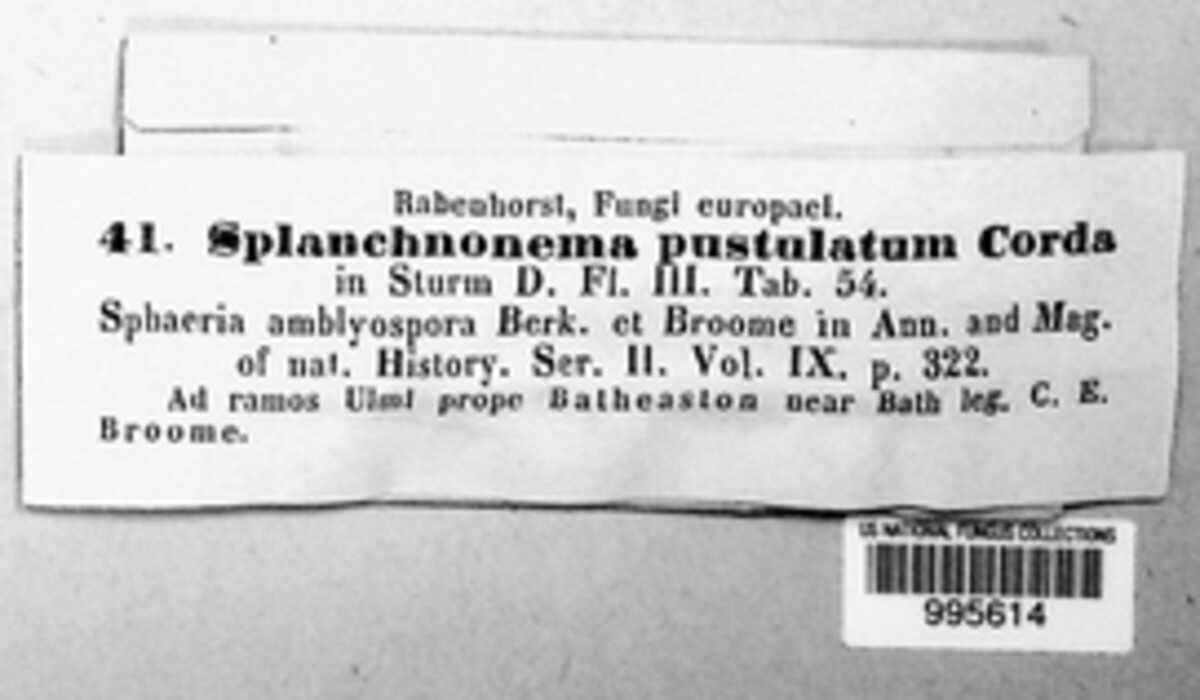 Rabenhorst, Fungi europaei.
41. Splanchnonema pustulatum Corda
in Sturm D. Fl. III. Tab. 54.
Sphaeria amblyospora Berk. et Broome in Ann. and Mag.
of nat. History. Ser. II. Vol. IX. p. 322.
Ad ramos Ulmi prope Batheaston near Bath leg. C. E.
Broome.
US NATIONAL FUNGUS COLLECTIONS
995614